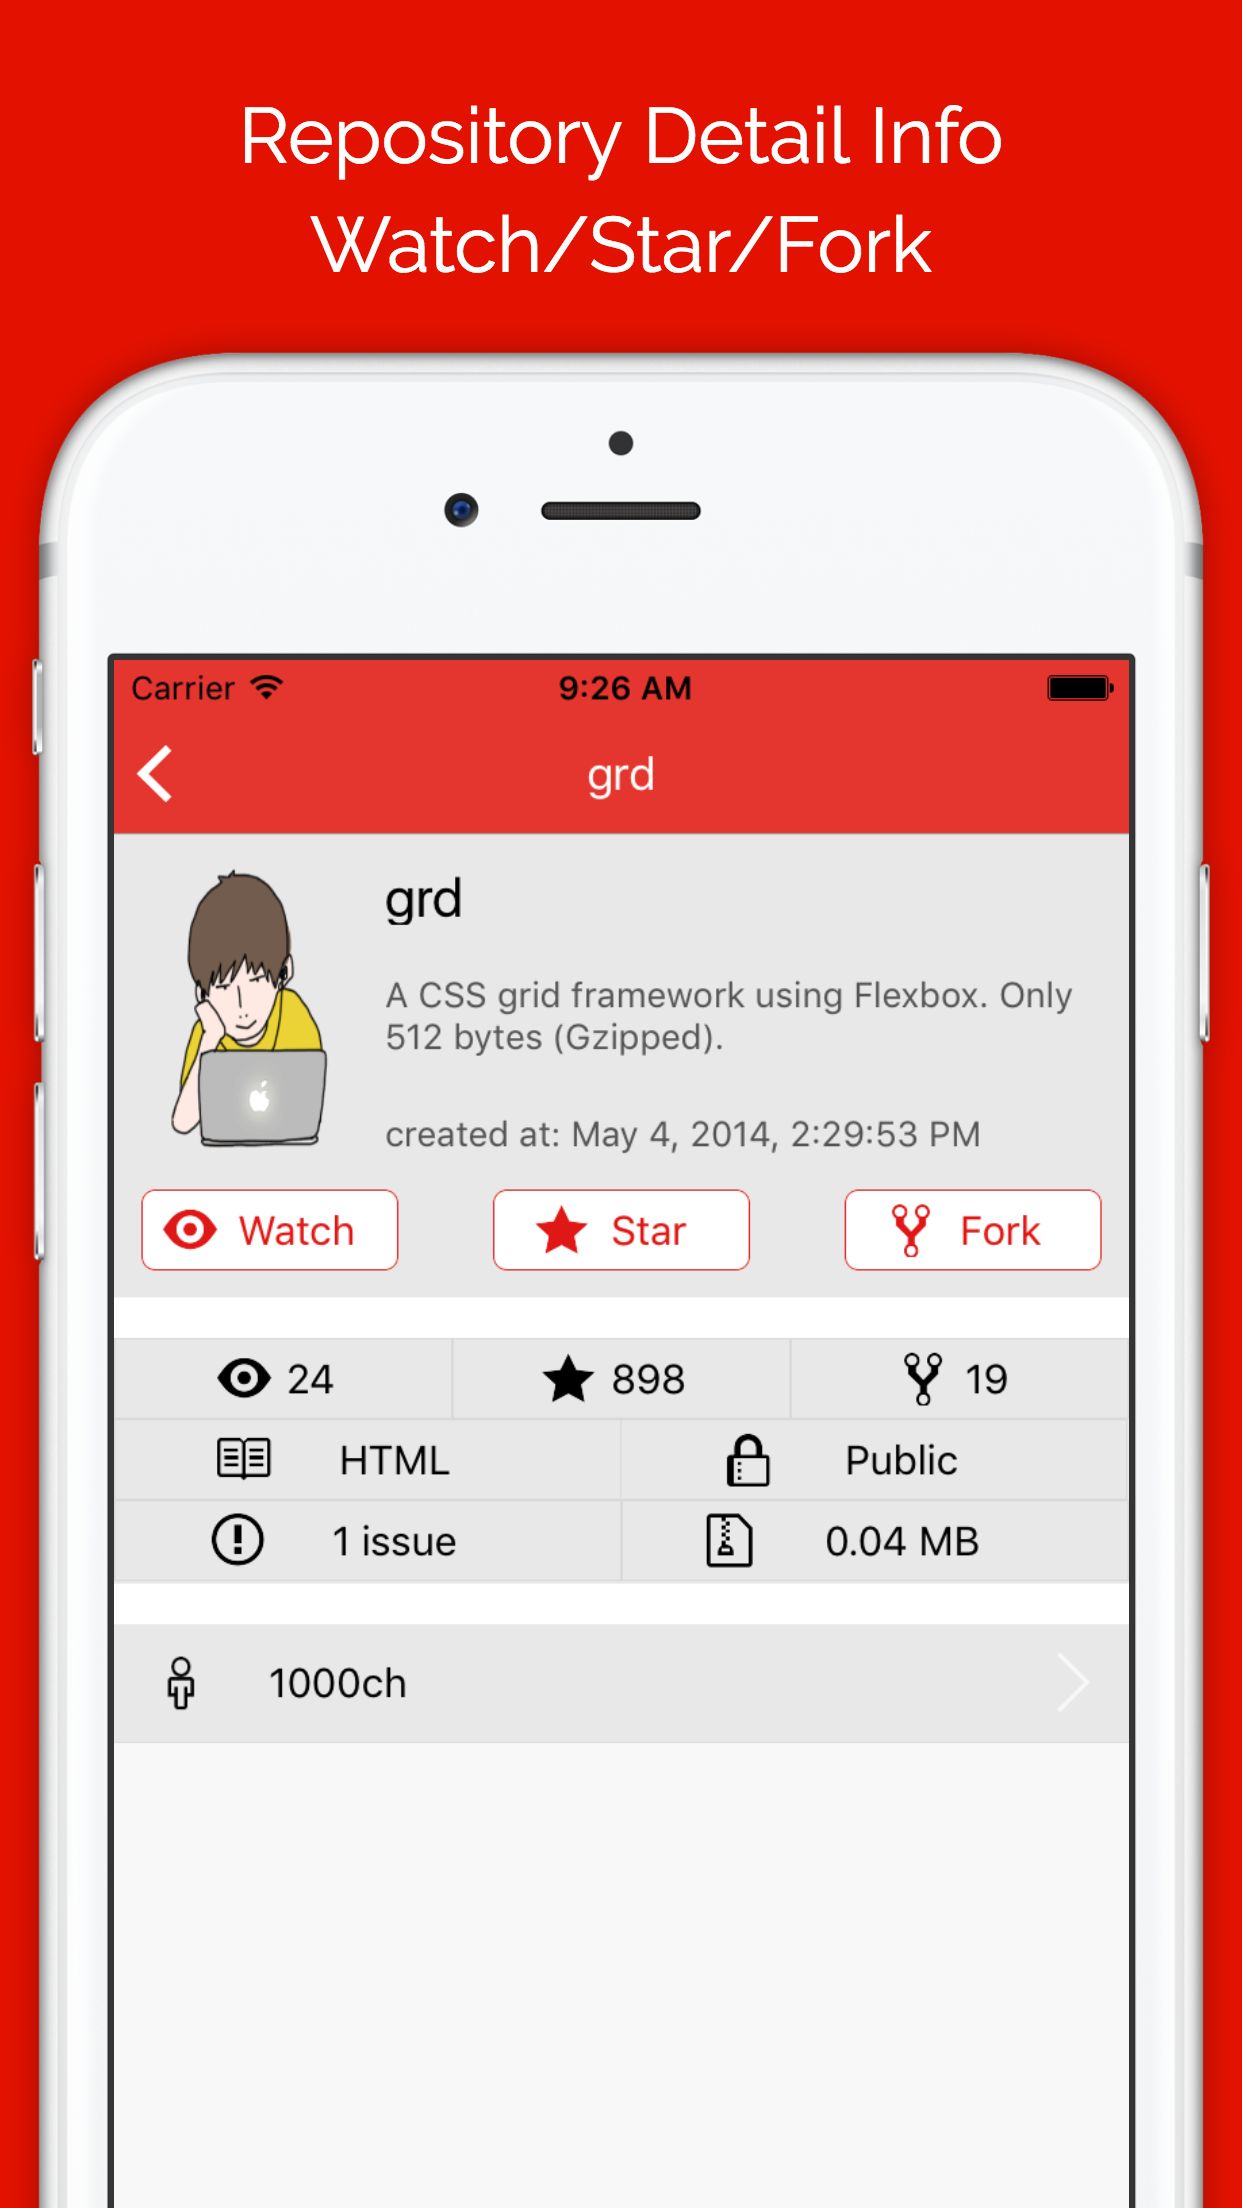 Repository Detail Info
Watch/Star/Fork
Carrier 9:26 AM
grd
grd
A CSS grid framework using Flexbox. Only
512 bytes (Gzipped).
created at: May 4, 2014, 2:29:53 PM
Watch Star Fork
24 898 19
HTML Public
1 issue 0.04 MB
1000ch